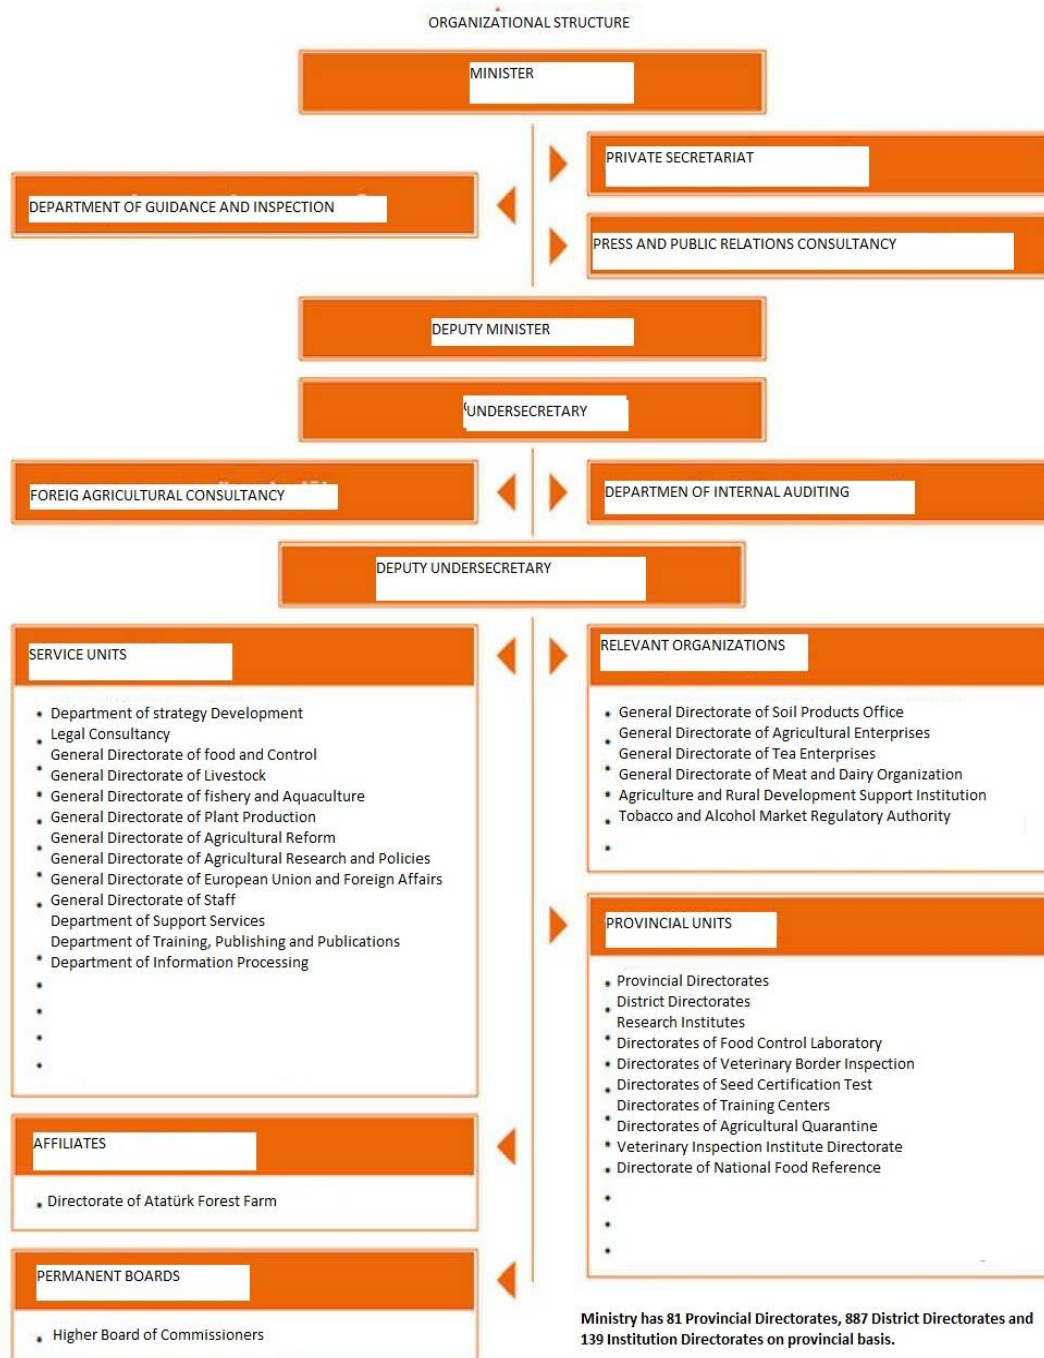 ORGANIZATIONAL STRUCTURE
MINISTER
PRIVATE SECRETARIAT
DEPARTMENT OF GUIDANCE AND INSPECTION
PRESS AND PUBLIC RELATIONS CONSULTANCY
DEPUTY MINISTER
UNDERSECRETARY
FOREIG AGRICULTURAL CONSULTANCY
DEPARTMEN OF INTERNAL AUDITING
DEPUTY UNDERSECRETARY
SERVICE UNITS
Department of strategy Development
Legal Consultancy
General Directorate of food and Control
General Directorate of Livestock
General Directorate of fishery and Aquaculture
General Directorate of Plant Production
General Directorate of Agricultural Reform
General Directorate of Agricultural Research and Policies
General Directorate of European Union and Foreign Affairs
General Directorate of Staff
Department of Support Services
Department of Training, Publishing and Publications
Department of Information Processing
RELEVANT ORGANIZATIONS
General Directorate of Soil Products Office
General Directorate of Agricultural Enterprises
General Directorate of Tea Enterprises
General Directorate of Meat and Dairy Organization
Agriculture and Rural Development Support Institution
Tobacco and Alcohol Market Regulatory Authority
PROVINCIAL UNITS
Provincial Directorates
District Directorates
Research Institutes
Directorates of Food Control Laboratory
Directorates of Veterinary Border Inspection
Directorates of Seed Certification Test
Directorates of Training Centers
Directorates of Agricultural Quarantine
Veterinary Inspection Institute Directorate
Directorate of National Food Reference
AFFILIATES
Directorate of Atatürk Forest Farm
PERMANENT BOARDS
Higher Board of Commissioners
Ministry has 81 Provincial Directorates, 887 District Directorates and
139 Institution Directorates on provincial basis.